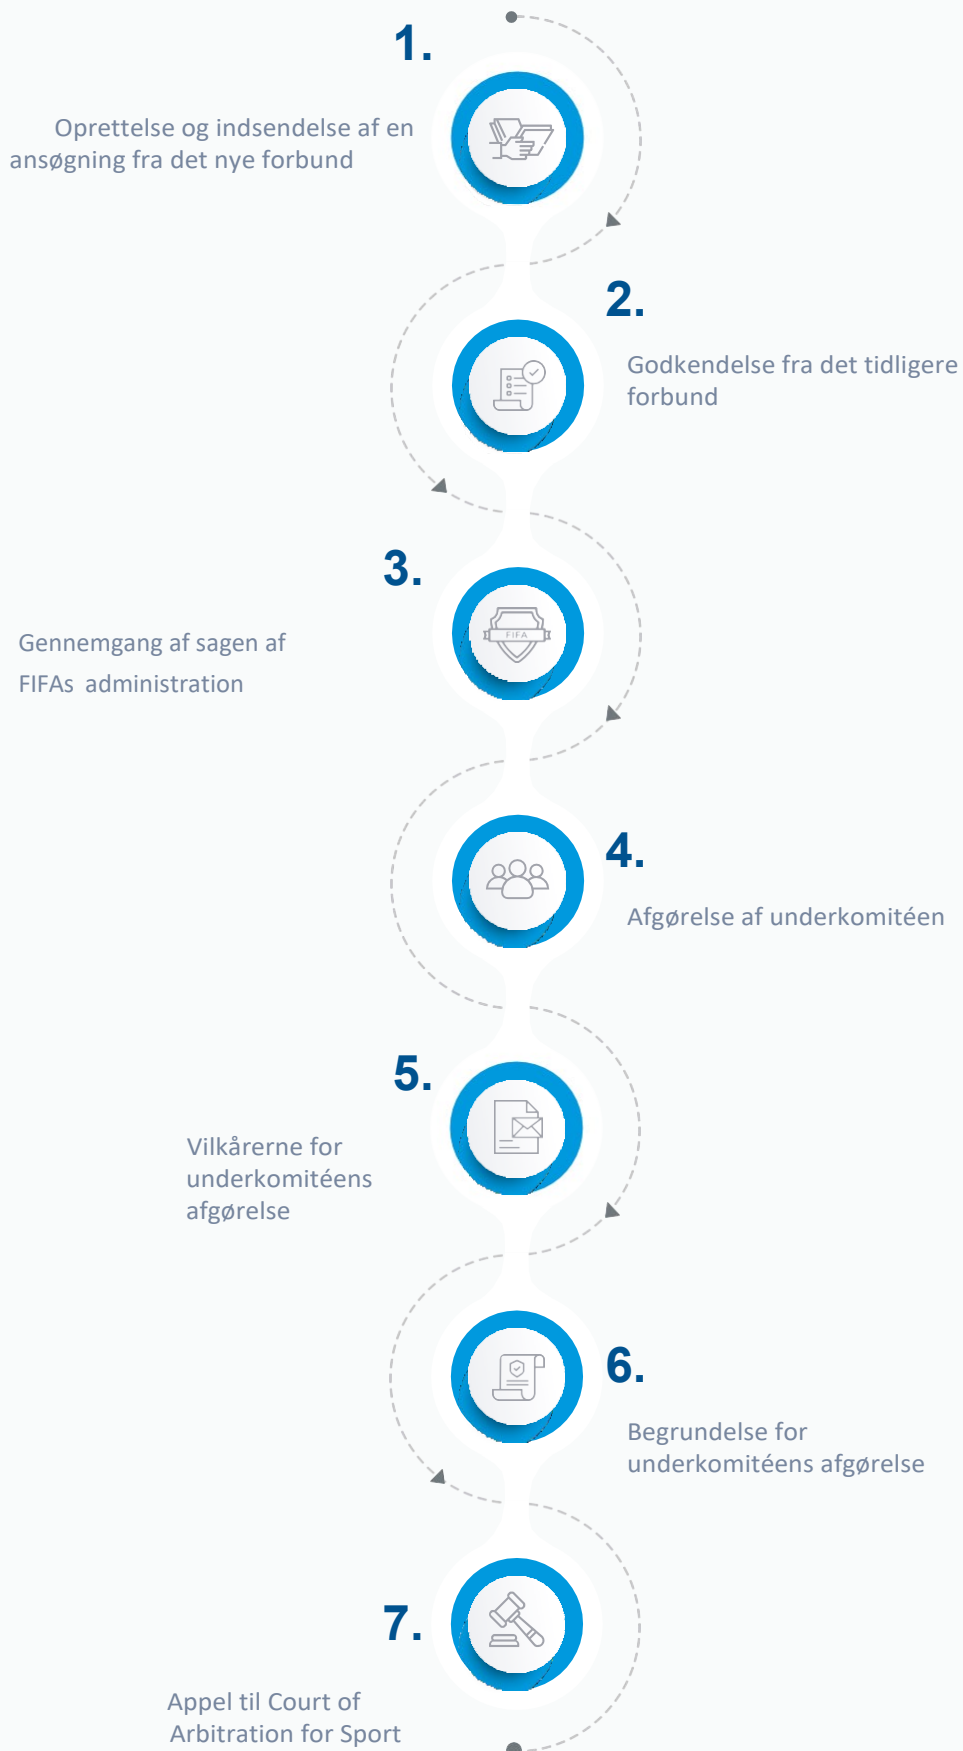 1.
Oprettelse og indsendelse af en
ansøgning fra det nye forbund
2.
Godkendelse fra det tidligere
forbund
3.
FIFA
Gennemgang af sagen af
FIFAs administration
4.
Afgørelse af underkomitéen
5.
Vilkårerne for
underkomitéens
afgørelse
6.
Begrundelse for
underkomitéens afgørelse
7.
Appel til Court of
Arbitration for Sport